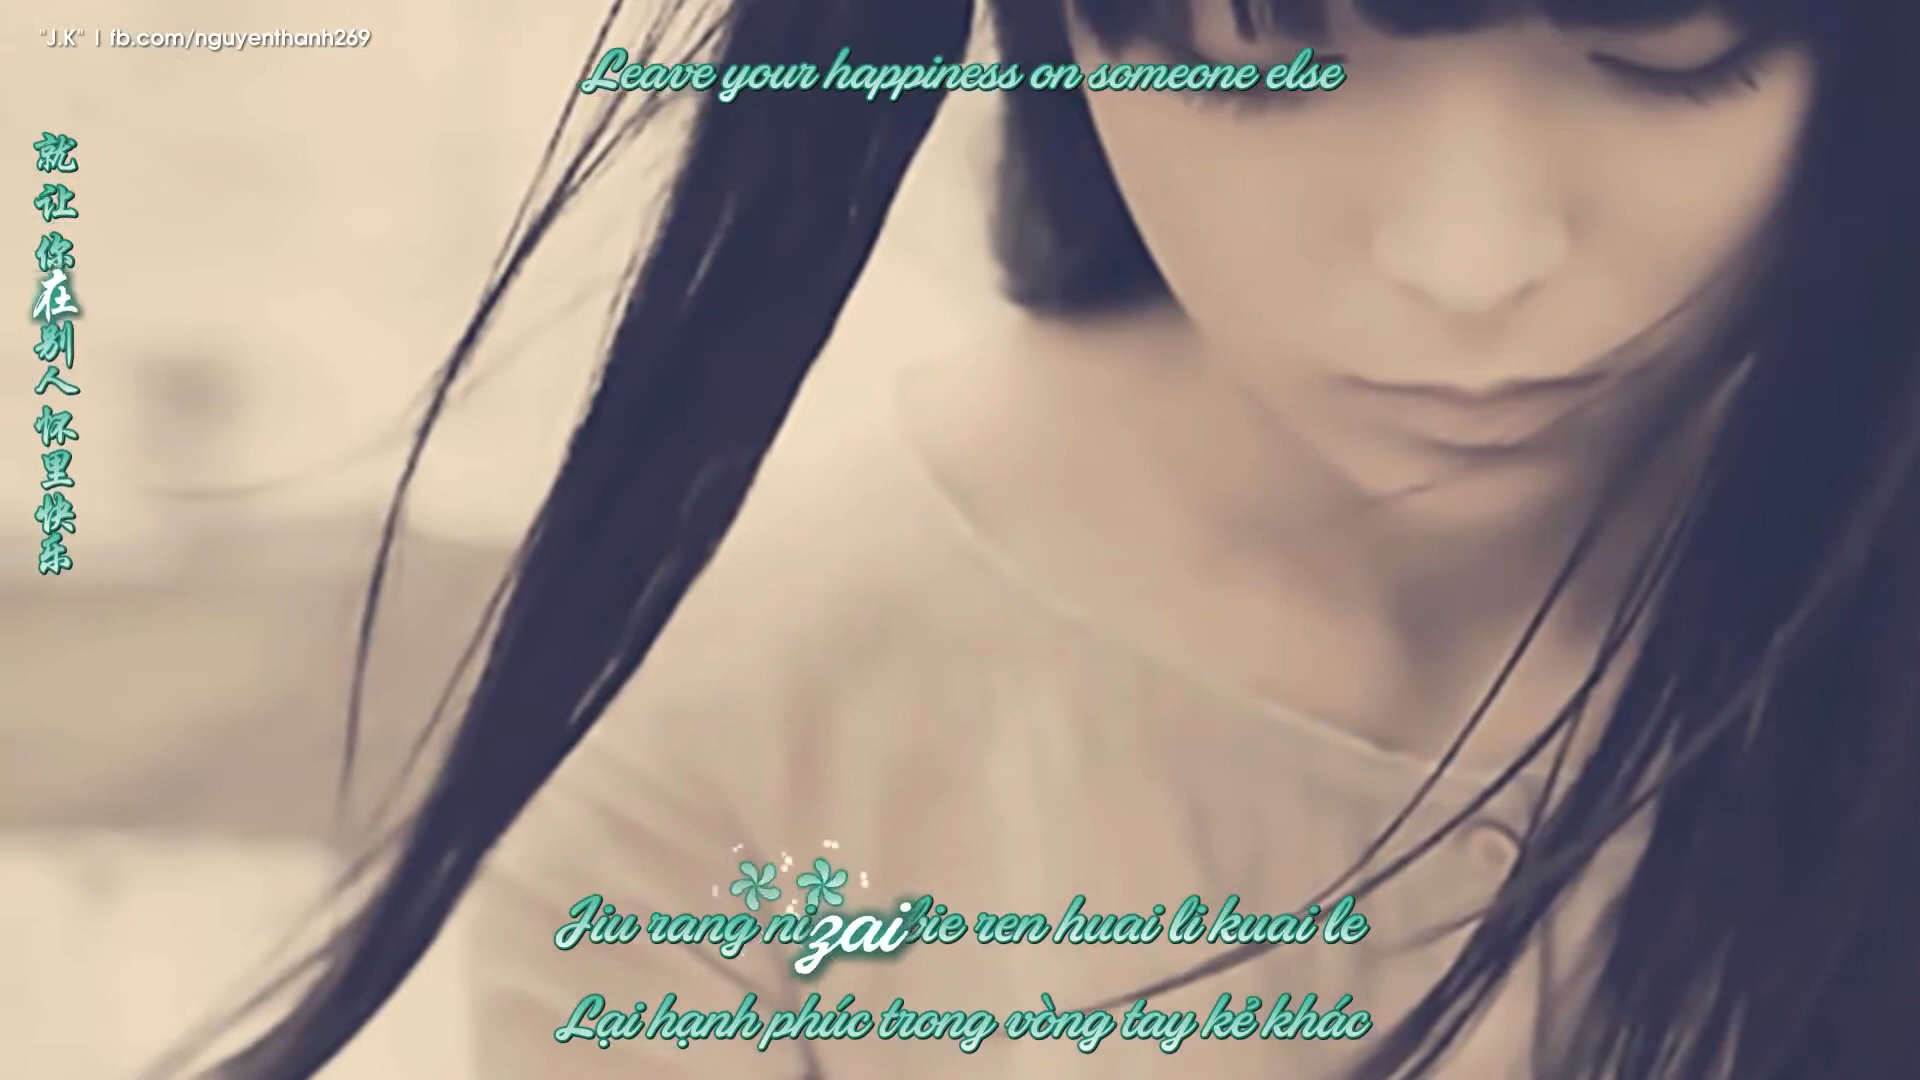 "J.K" | fb.com/nguyenthanh269
Leave your happiness on someone else
就让你在别人怀里快乐
Jiu rang ni zai bie ren huai li kuai le
Lại hạnh phúc trong vòng tay kẻ khác